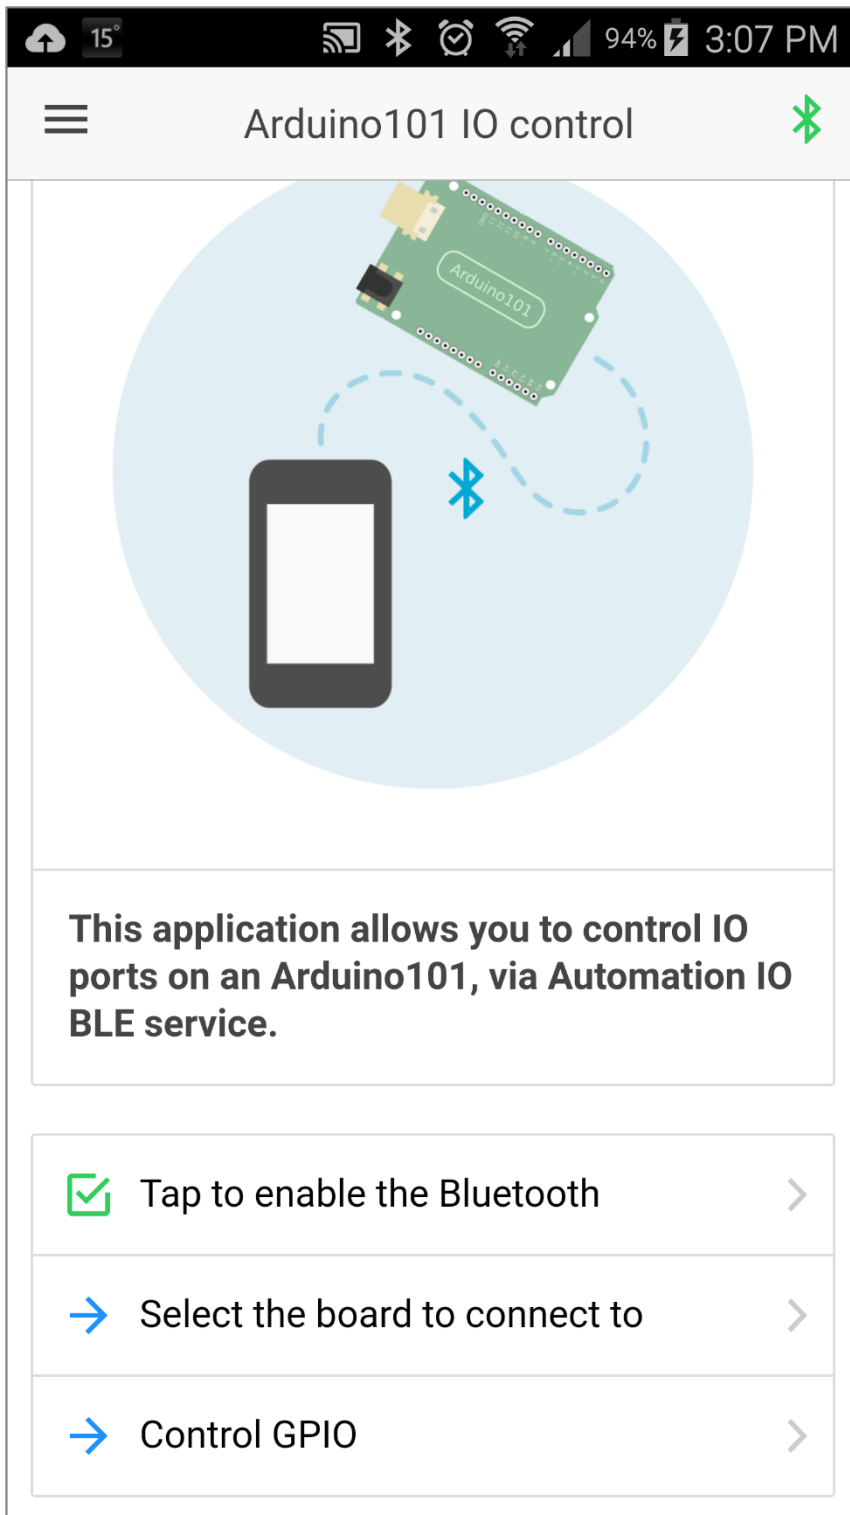 15°
94%
3:07 PM
Arduino101 IO control
Arduino101
This application allows you to control IO
ports on an Arduino101, via Automation IO
BLE service.
Tap to enable the Bluetooth
Select the board to connect to
Control GPIO